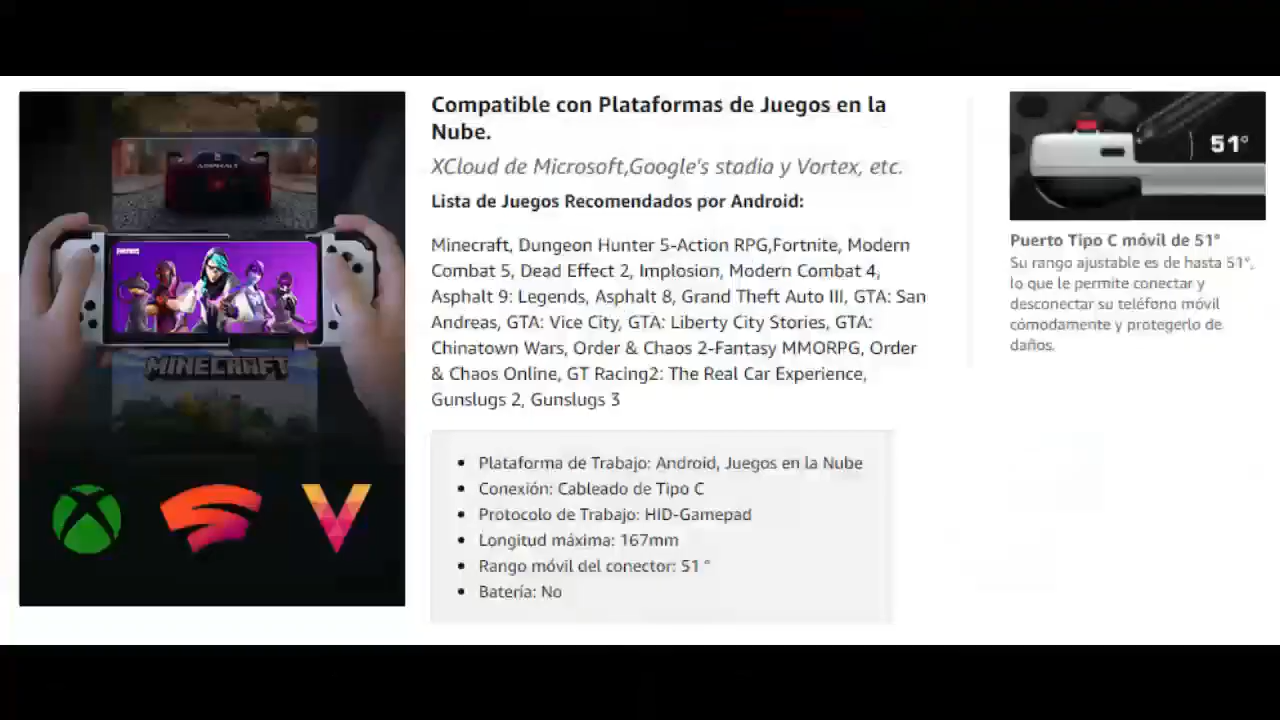 ASPHALT
FORTNITE
MINECRAFT
Compatible con Plataformas de Juegos en la
Nube.
XCloud de Microsoft,Google's stadia y Vortex, etc.
Lista de Juegos Recomendados por Android:
Minecraft, Dungeon Hunter 5-Action RPG,Fortnite, Modern
Combat 5, Dead Effect 2, Implosion, Modern Combat 4,
Asphalt 9: Legends, Asphalt 8, Grand Theft Auto III, GTA: San
Andreas, GTA: Vice City, GTA: Liberty City Stories, GTA:
Chinatown Wars, Order & Chaos 2-Fantasy MMORPG, Order
& Chaos Online, GT Racing2: The Real Car Experience,
Gunslugs 2, Gunslugs 3
• Plataforma de Trabajo: Android, Juegos en la Nube
• Conexión: Cableado de Tipo C
• Protocolo de Trabajo: HID-Gamepad
• Longitud máxima: 167mm
• Rango móvil del conector: 51 °
• Batería: No
51°
Puerto Tipo C móvil de 51°
Su rango ajustable es de hasta 51°,
lo que le permite conectar y
desconectar su teléfono móvil
cómodamente y protegerlo de
daños.